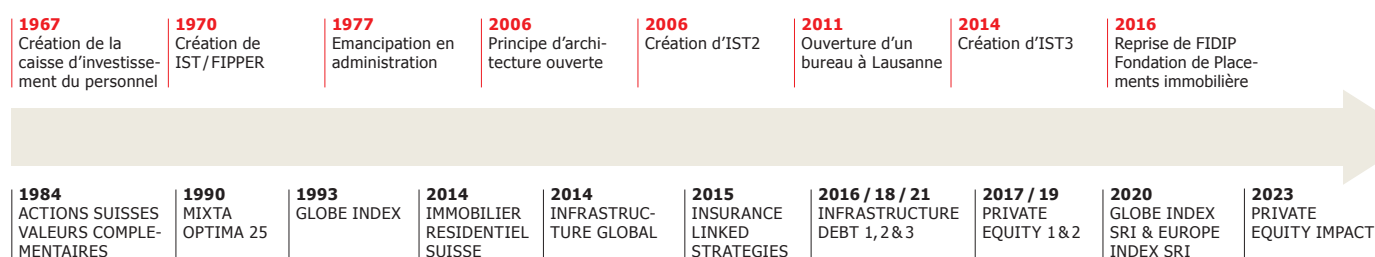 1967
Création de la
caisse d'investisse-
ment du personnel
1970
Création de
IST/FIPPER
1977
Emancipation en
administration
2006
Principe d'archi-
tecture ouverte
2006
Création d'IST2
2011
Ouverture d'un
bureau à Lausanne
2014
Création d'IST3
2016
Reprise de FIDIP
Fondation de Place-
ments immobilière
1984
ACTIONS SUISSES
VALEURS COMPLE-
MENTAIRES
1990
MIXTA
OPTIMA 25
1993
GLOBE INDEX
2014
IMMOBILIER
RESIDENTIEL
SUISSE
2014
INFRASTRUC-
TURE GLOBAL
2015
INSURANCE
LINKED
STRATEGIES
2016 / 18 / 21
INFRASTRUCTURE
DEBT 1, 2 & 3
2017 / 19
PRIVATE
EQUITY 1 & 2
2020
GLOBE INDEX
SRI & EUROPE
INDEX SRI
2023
PRIVATE
EQUITY IMPACT